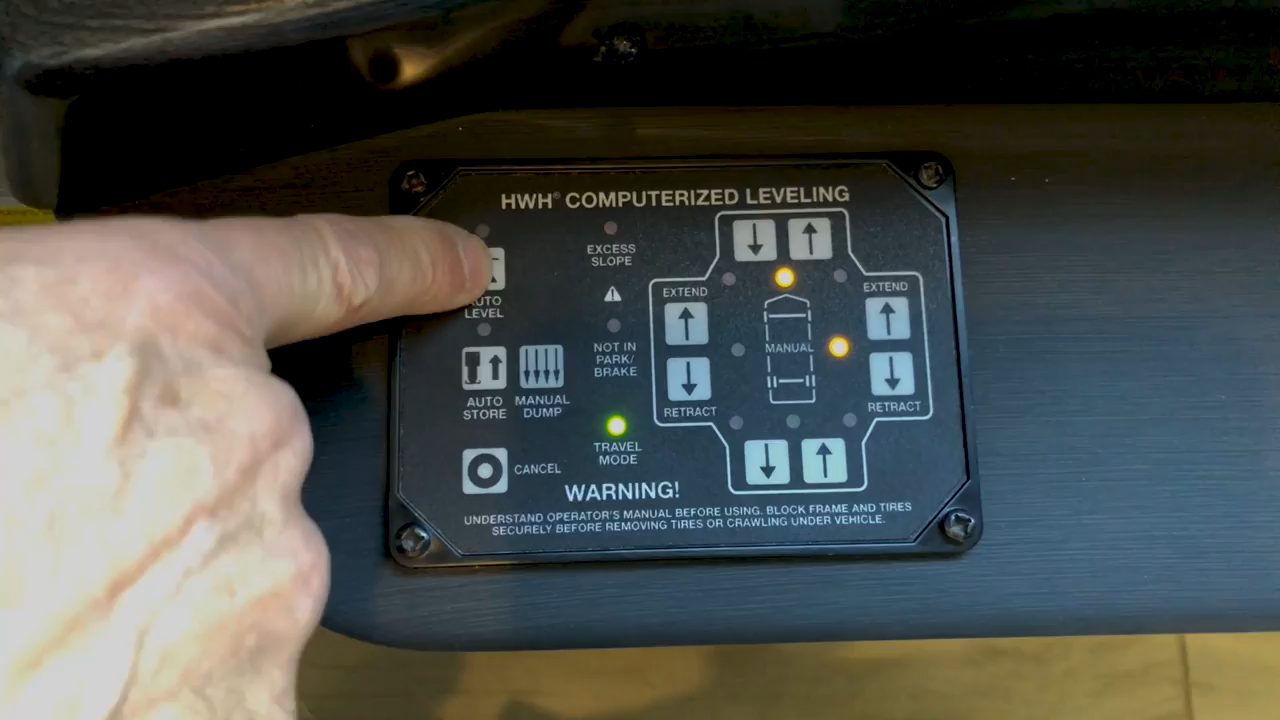 HWH® COMPUTERIZED LEVELING
EXCESS
SLOPE
LEVEL
NOT IN
PARK/
BRAKE
AUTO
STORE
MANUAL
DUMP
TRAVEL
MODE
CANCEL
EXTEND
RETRACT
MANUAL
EXTEND
RETRACT
WARNING!
UNDERSTAND OPERATOR'S MANUAL BEFORE USING. BLOCK FRAME AND TIRES
SECURELY BEFORE REMOVING TIRES OR CRAWLING UNDER VEHICLE.